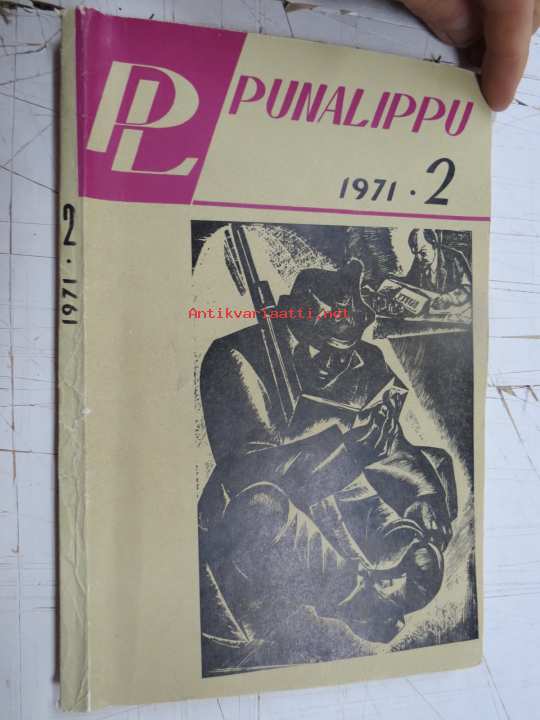 PL
PUNALIPPU
1971 · 2
1971 · 2
Antikvariaatti.net